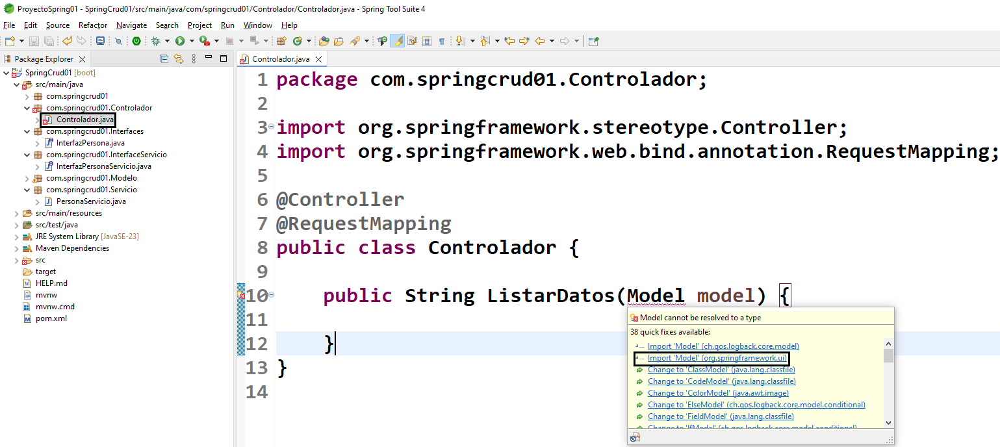 ProyectoSpring01 - SpringCrud01/src/main/java/com/springcrud01/Controlador/Controlador.java - Spring Tool Suite 4
File Edit Source Refactor Navigate Search Project Run Window Help
Package Explorer
SpringCrud01 [boot]
src/main/java
com.springcrud01
com.springcrud01.Controlador
Controlador.java
com.springcrud01.Interfaces
InterfazPersona.java
com.springcrud01.InterfaceServicio
InterfazPersonaServicio.java
com.springcrud01.Modelo
com.springcrud01.Servicio
PersonaServicio.java
src/main/resources
src/test/java
JRE System Library [JavaSE-23]
Maven Dependencies
src
target
HELP.md
mvnw
mvnw.cmd
pom.xml
Controlador.java
1 package com.springcrud01.Controlador;
2
3 import org.springframework.stereotype.Controller;
4 import org.springframework.web.bind.annotation.RequestMapping;
5
6 @Controller
7 @RequestMapping
8 public class Controlador {
9
10 public String ListarDatos(Model model) {
11
12 }
13 }
14
Model cannot be resolved to a type
38 quick fixes available:
Import 'Model' (ch.qos.logback.core.model)
Import 'Model' (org.springframework.ui)
Change to 'ClassModel' (java.lang.classfile)
Change to 'CodeModel' (java.lang.classfile)
Change to 'ColorModel' (java.awt.image)
Change to 'ElseModel' (ch.qos.logback.core.model.conditional)
Change to 'FieldModel' (java.lang.classfile)
Change to 'IfModel' (ch.qos.logback.core.model.conditional)